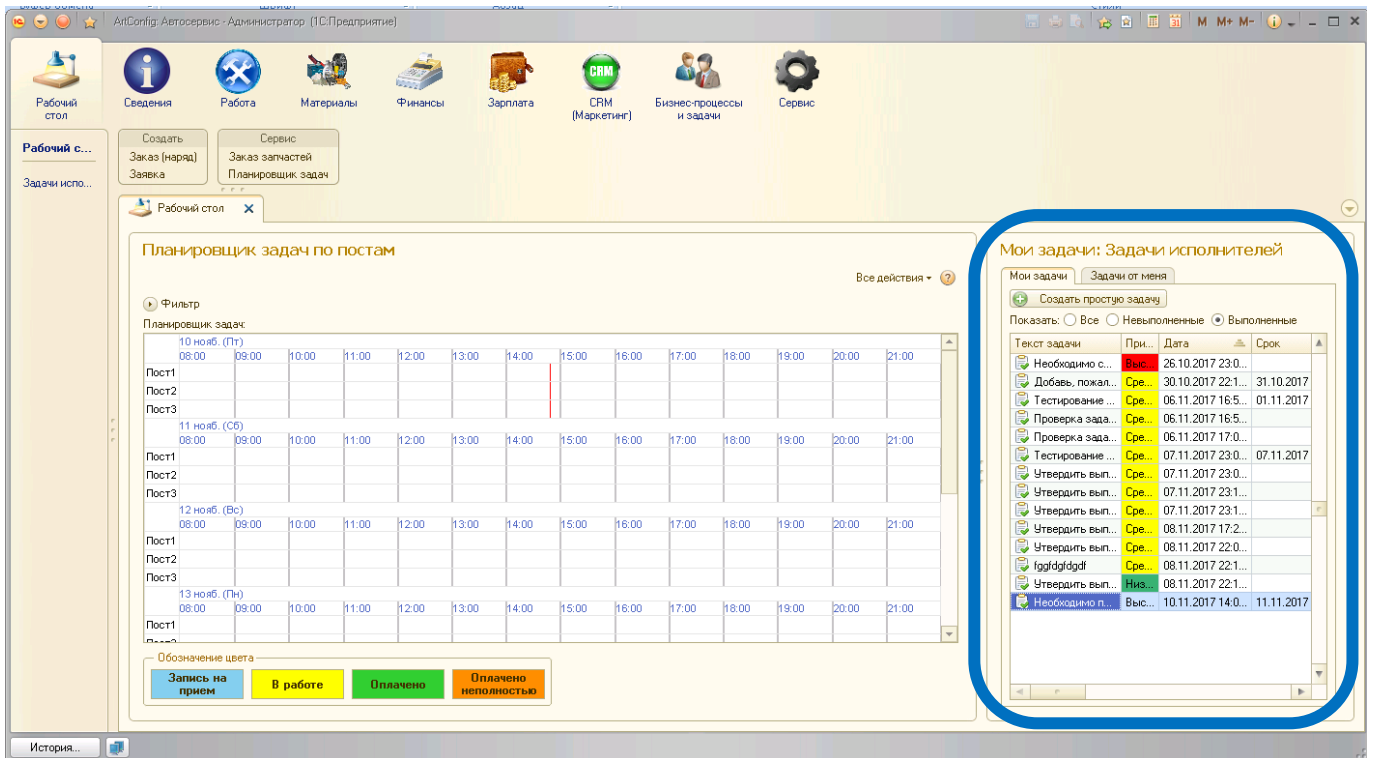 ArtConfig: Автосервис - Администратор (1С:Предприятие)
31 M M+ M-
Рабочий стол
Сведения
Работа
Материалы
Финансы
Зарплата
CRM
CRM (Маркетинг)
Бизнес-процессы и задачи
Сервис
Рабочий с...
Задачи испо...
Создать
Заказ (наряд)
Заявка
Сервис
Заказ запчастей
Планировщик задач
Рабочий стол
Планировщик задач по постам
Все действия
Фильтр
Планировщик задач:
10 нояб. (Пт)
08:00 09:00 10:00 11:00 12:00 13:00 14:00 15:00 16:00 17:00 18:00 19:00 20:00 21:00
Пост1
Пост2
Пост3
11 нояб. (Сб)
08:00 09:00 10:00 11:00 12:00 13:00 14:00 15:00 16:00 17:00 18:00 19:00 20:00 21:00
Пост1
Пост2
Пост3
12 нояб. (Вс)
08:00 09:00 10:00 11:00 12:00 13:00 14:00 15:00 16:00 17:00 18:00 19:00 20:00 21:00
Пост1
Пост2
Пост3
13 нояб. (Пн)
08:00 09:00 10:00 11:00 12:00 13:00 14:00 15:00 16:00 17:00 18:00 19:00 20:00 21:00
Пост1
Обозначение цвета
Запись на прием
В работе
Оплачено
Оплачено неполностью
Мои задачи: Задачи исполнителей
Мои задачи Задачи от меня
Создать простую задачу
Показать: Все Невыполненные Выполненные
Текст задачи При... Дата Срок
Необходимо с... Выс... 26.10.2017 23:0...
Добавь, пожал... Сре... 30.10.2017 22:1... 31.10.2017
Тестирование ... Сре... 06.11.2017 16:5... 01.11.2017
Проверка зада... Сре... 06.11.2017 16:5...
Проверка зада... Сре... 06.11.2017 17:0...
Тестирование ... Сре... 07.11.2017 23:0... 07.11.2017
Утвердить вып... Сре... 07.11.2017 23:0...
Утвердить вып... Сре... 07.11.2017 23:1...
Утвердить вып... Сре... 07.11.2017 23:1...
Утвердить вып... Сре... 08.11.2017 17:2...
Утвердить вып... Сре... 08.11.2017 22:0...
fggfdgfdgdf Сре... 08.11.2017 22:1...
Утвердить вып... Низ... 08.11.2017 22:1...
Необходимо п... Выс... 10.11.2017 14:0... 11.11.2017
История...